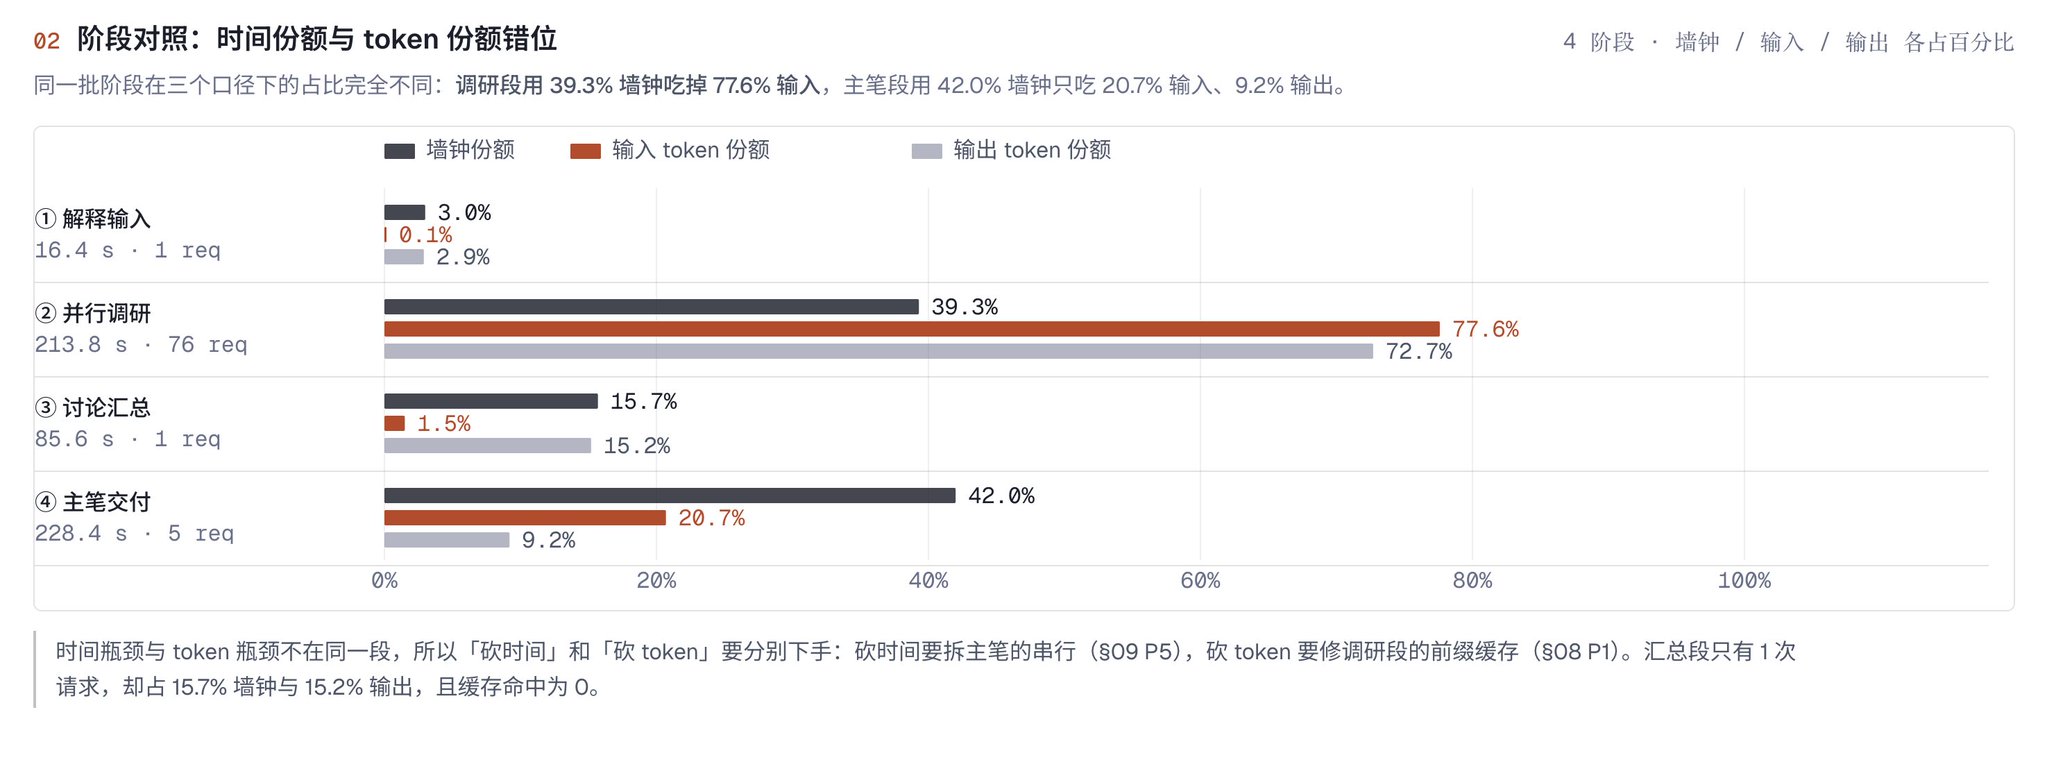 02 阶段对照：时间份额与 token 份额错位
4 阶段 · 墙钟 / 输入 / 输出 各占百分比
同一批阶段在三个口径下的占比完全不同：调研段用 39.3% 墙钟吃掉 77.6% 输入，主笔段用 42.0% 墙钟只吃 20.7% 输入、9.2% 输出。
墙钟份额 输入 token 份额 输出 token 份额
① 解释输入
16.4 s · 1 req
3.0%
0.1%
2.9%
② 并行调研
213.8 s · 76 req
39.3%
77.6%
72.7%
③ 讨论汇总
85.6 s · 1 req
15.7%
1.5%
15.2%
④ 主笔交付
228.4 s · 5 req
42.0%
20.7%
9.2%
0% 20% 40% 60% 80% 100%
时间瓶颈与 token 瓶颈不在同一段，所以「砍时间」和「砍 token」要分别下手：砍时间要拆主笔的串行（§09 P5），砍 token 要修调研段的前缀缓存（§08 P1）。汇总段只有 1 次
请求，却占 15.7% 墙钟与 15.2% 输出，且缓存命中为 0。